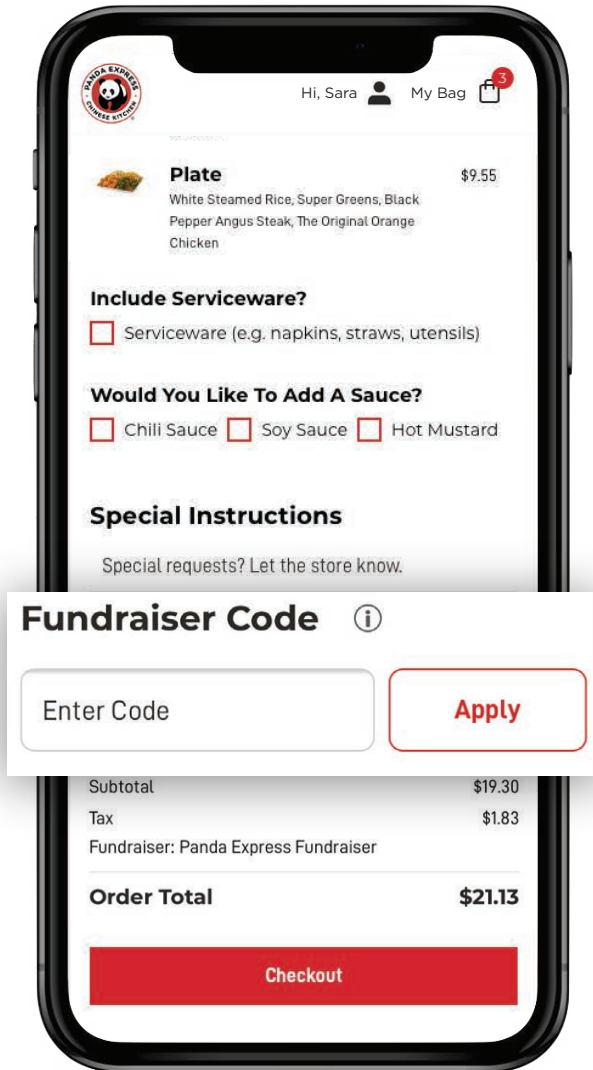 PANDA EXPRESS
CHINESE KITCHEN
Hi, Sara My Bag 3
Plate $9.55
White Steamed Rice, Super Greens, Black
Pepper Angus Steak, The Original Orange
Chicken
Include Serviceware?
Serviceware (e.g. napkins, straws, utensils)
Would You Like To Add A Sauce?
Chili Sauce Soy Sauce Hot Mustard
Special Instructions
Special requests? Let the store know.
Fundraiser Code
Enter Code Apply
Subtotal $19.30
Tax $1.83
Fundraiser: Panda Express Fundraiser
Order Total $21.13
Checkout